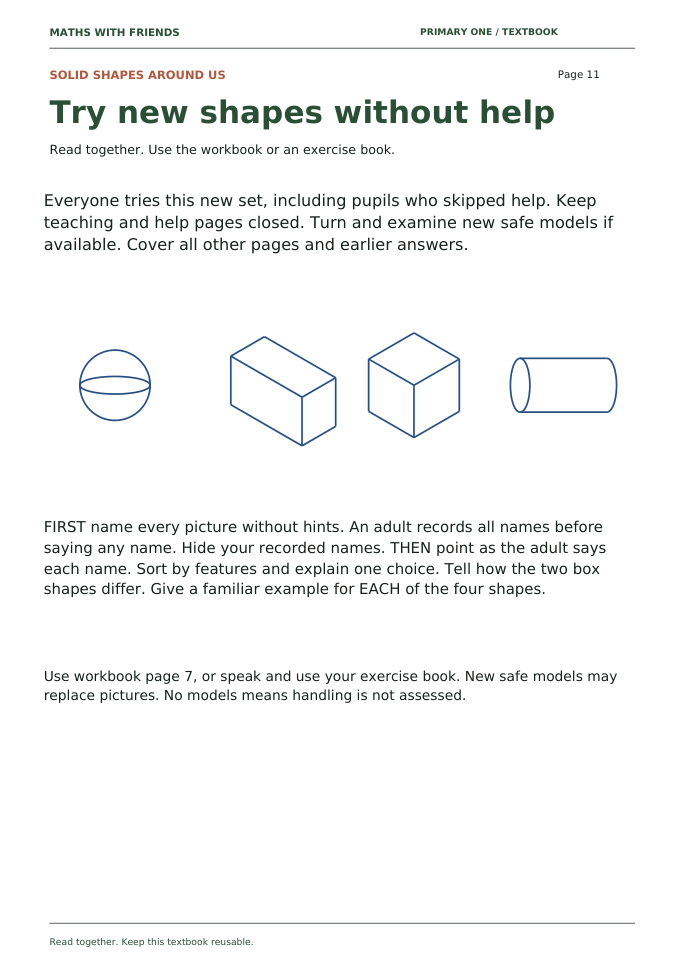 MATHS WITH FRIENDS
PRIMARY ONE / TEXTBOOK
SOLID SHAPES AROUND US
Page 11
Try new shapes without help
Read together. Use the workbook or an exercise book.
Everyone tries this new set, including pupils who skipped help. Keep
teaching and help pages closed. Turn and examine new safe models if
available. Cover all other pages and earlier answers.
FIRST name every picture without hints. An adult records all names before
saying any name. Hide your recorded names. THEN point as the adult says
each name. Sort by features and explain one choice. Tell how the two box
shapes differ. Give a familiar example for EACH of the four shapes.
Use workbook page 7, or speak and use your exercise book. New safe models may
replace pictures. No models means handling is not assessed.
Read together. Keep this textbook reusable.